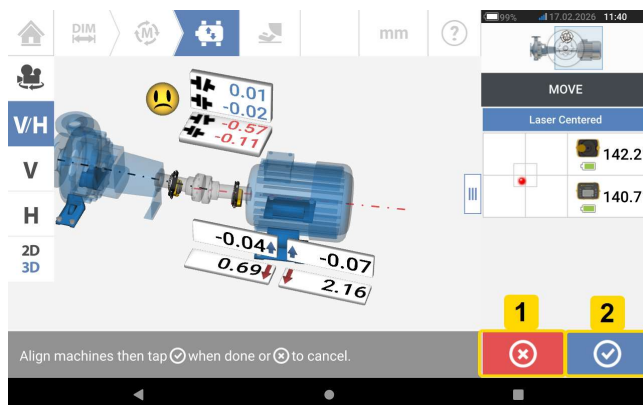 DIM
M
mm
?
99%
17.02.2026 11:40
MOVE
Laser Centered
142.2
140.7
V/H
V
H
2D
3D
0.01
-0.02
-0.57
-0.11
-0.04
-0.07
0.69
2.16
1
2
Align machines then tap when done or to cancel.